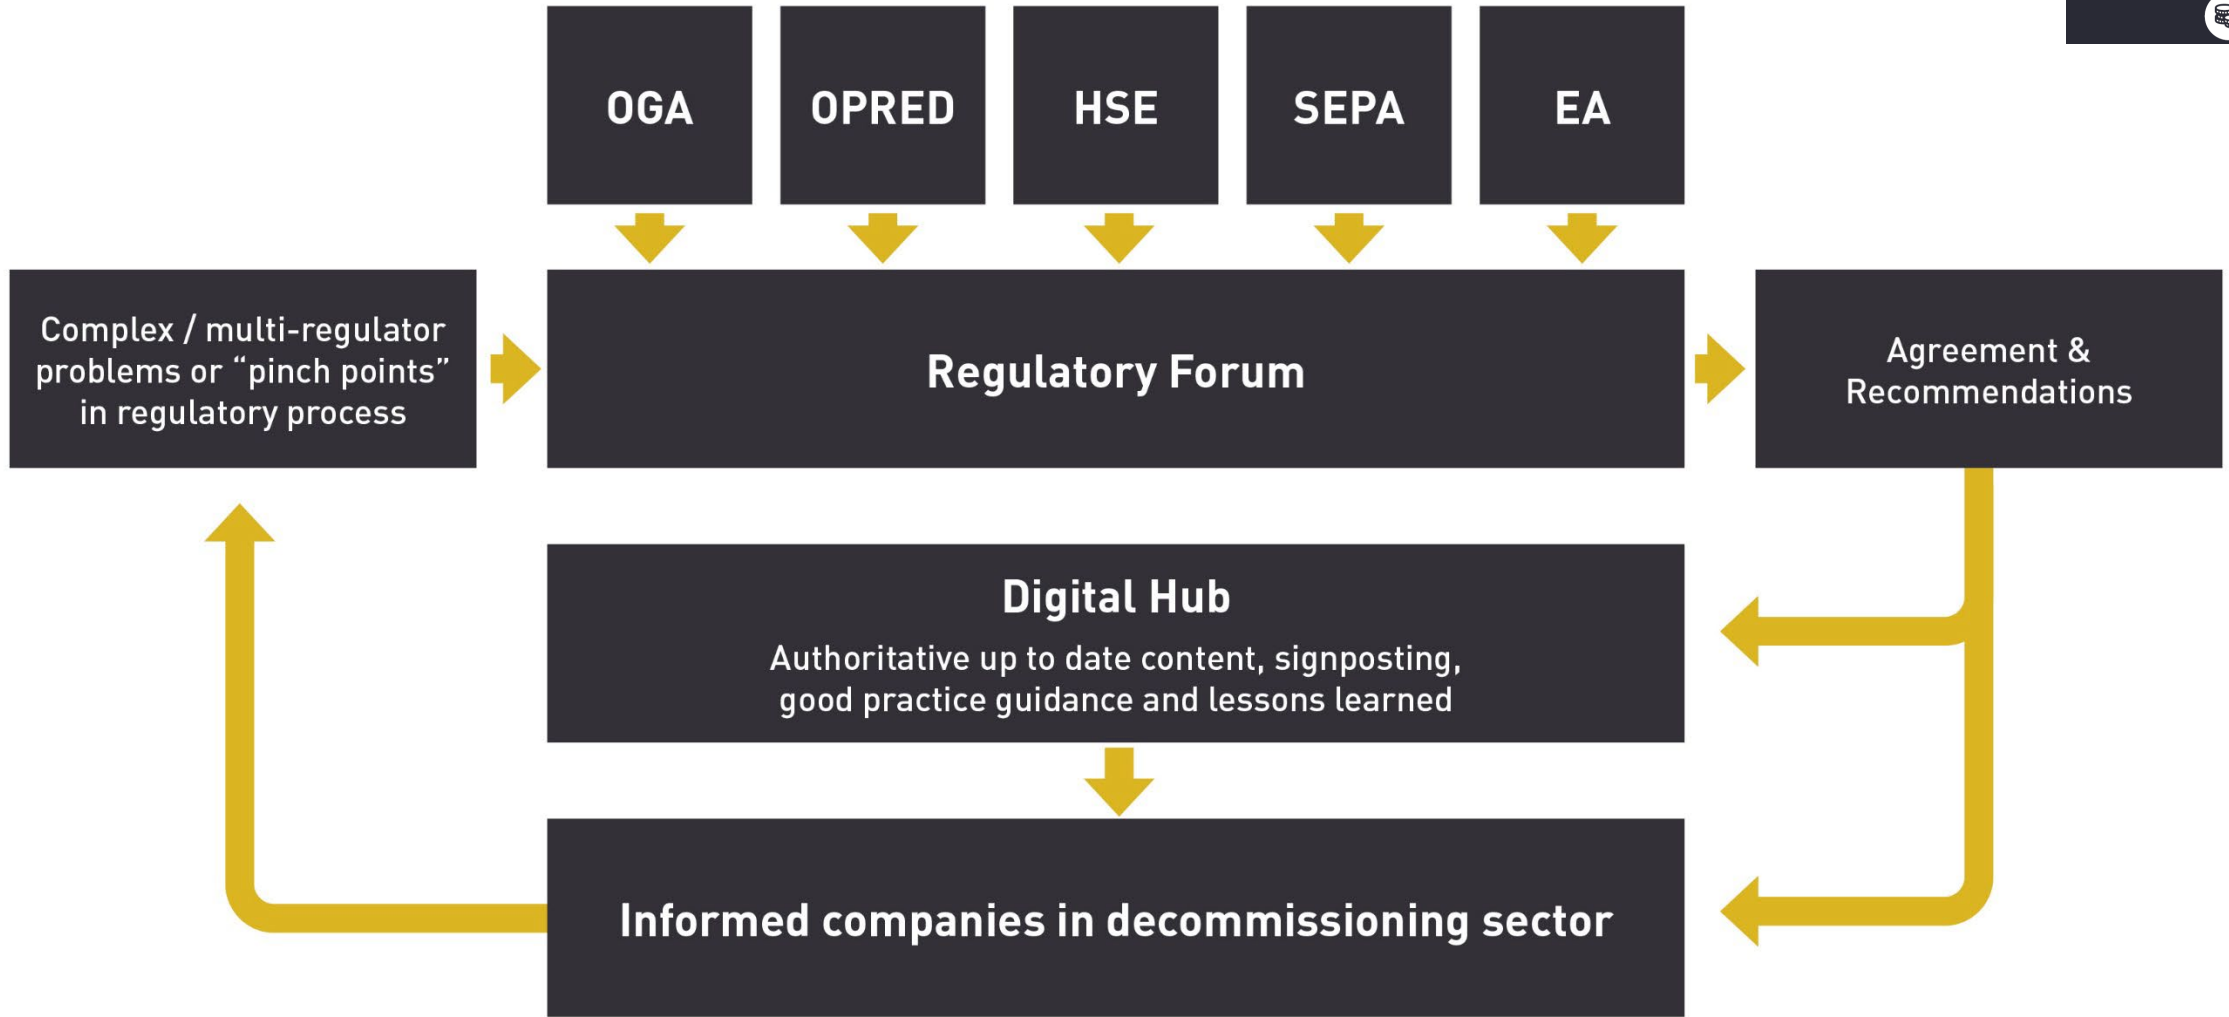 OGA
OPRED
HSE
SEPA
EA
Complex / multi-regulator
problems or “pinch points”
in regulatory process
Regulatory Forum
Agreement &
Recommendations
Digital Hub
Authoritative up to date content, signposting,
good practice guidance and lessons learned
Informed companies in decommissioning sector